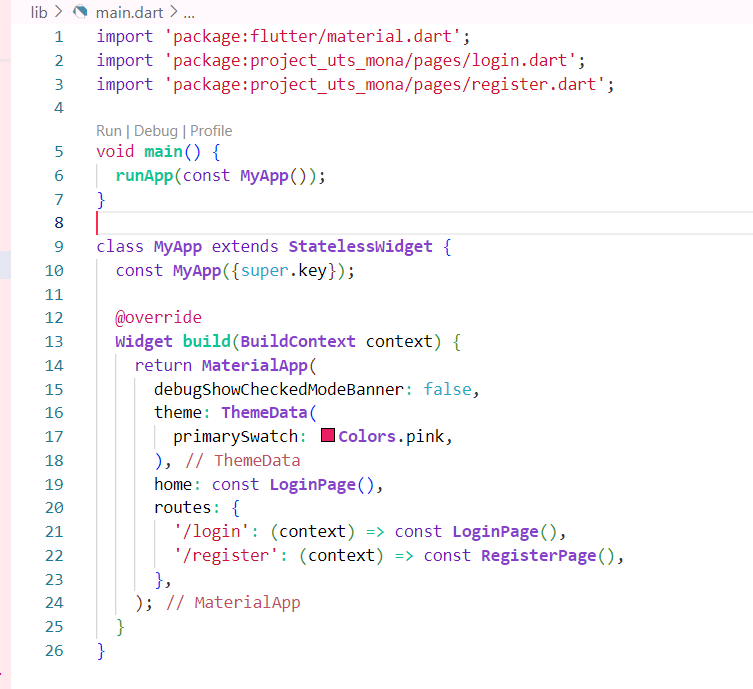 lib > main.dart > ...
1 import 'package:flutter/material.dart';
2 import 'package:project_uts_mona/pages/login.dart';
3 import 'package:project_uts_mona/pages/register.dart';
4
Run | Debug | Profile
5 void main() {
6   runApp(const MyApp());
7 }
8
9 class MyApp extends StatelessWidget {
10   const MyApp({super.key});
11
12   @override
13   Widget build(BuildContext context) {
14     return MaterialApp(
15       debugShowCheckedModeBanner: false,
16       theme: ThemeData(
17         primarySwatch: Colors.pink,
18       ), // ThemeData
19       home: const LoginPage(),
20       routes: {
21         '/login': (context) => const LoginPage(),
22         '/register': (context) => const RegisterPage(),
23       },
24     ); // MaterialApp
25   }
26 }